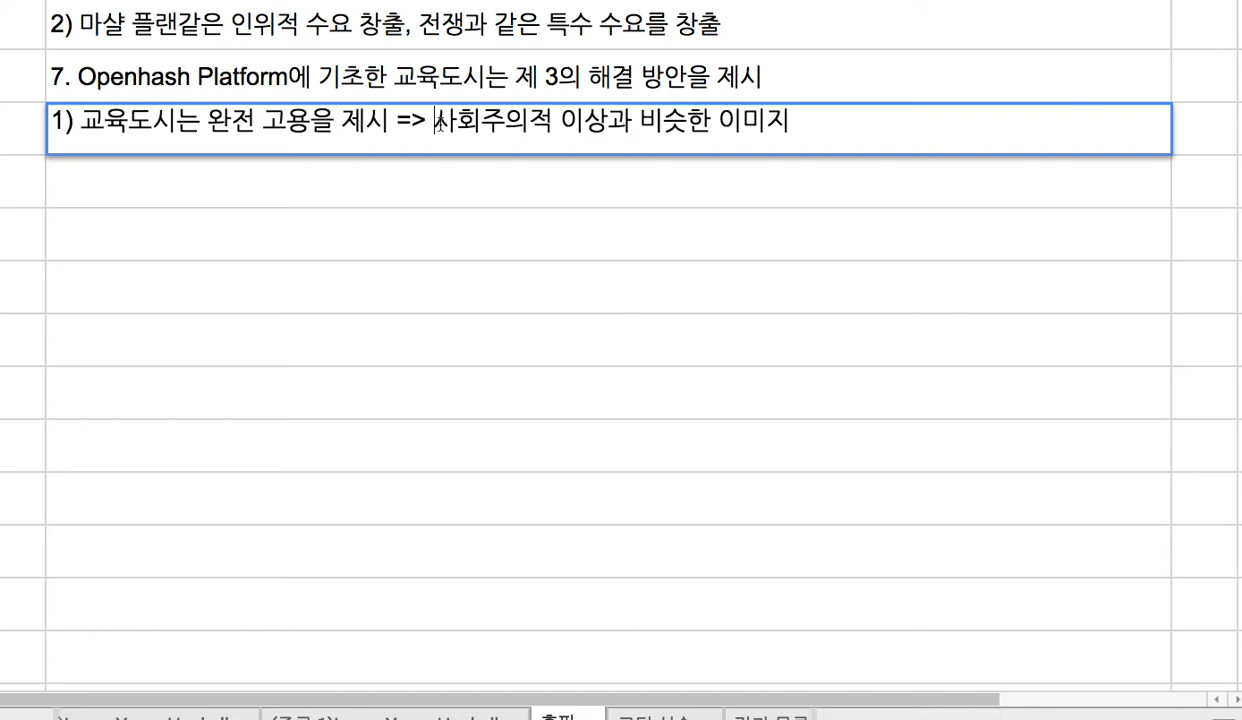 2) 마샬 플랜같은 인위적 수요 창출, 전쟁과 같은 특수 수요를 창출
7. Openhash Platform에 기초한 교육도시는 제 3의 해결 방안을 제시
1) 교육도시는 완전 고용을 제시 => 사회주의적 이상과 비슷한 이미지